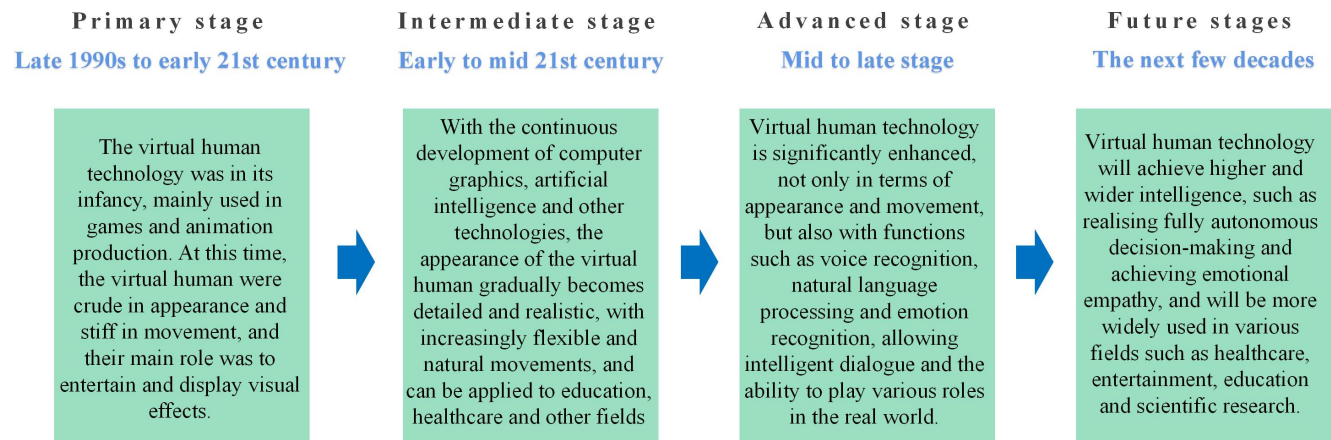 Primary stage
Late 1990s to early 21st century
The virtual human
technology was in its
infancy, mainly used in
games and animation
production. At this time,
the virtual human were
crude in appearance and
stiff in movement, and
their main role was to
entertain and display visual
effects.
Intermediate stage
Early to mid 21st century
With the continuous
development of computer
graphics, artificial
intelligence and other
technologies, the
appearance of the virtual
human gradually becomes
detailed and realistic, with
increasingly flexible and
natural movements, and
can be applied to education,
healthcare and other fields
Advanced stage
Mid to late stage
Virtual human technology
is significantly enhanced,
not only in terms of
appearance and movement,
but also with functions
such as voice recognition,
natural language
processing and emotion
recognition, allowing
intelligent dialogue and the
ability to play various roles
in the real world.
Future stages
The next few decades
Virtual human technology
will achieve higher and
wider intelligence, such as
realising fully autonomous
decision-making and
achieving emotional
empathy, and will be more
widely used in various
fields such as healthcare,
entertainment, education
and scientific research.